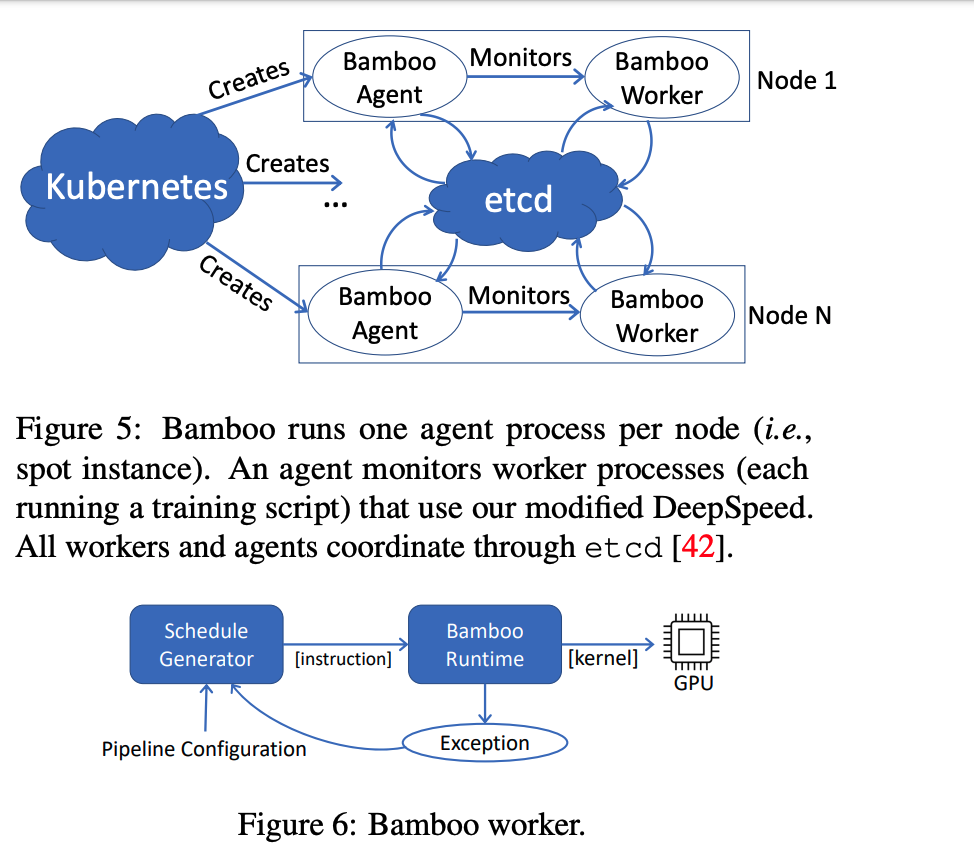 Bamboo
Agent
Monitors
Bamboo
Worker
Node 1
Creates
Kubernetes
Creates
...
etcd
Creates
Bamboo
Agent
Monitors
Bamboo
Worker
Node N
Figure 5: Bamboo runs one agent process per node (i.e.,
spot instance). An agent monitors worker processes (each
running a training script) that use our modified DeepSpeed.
All workers and agents coordinate through etcd [42].
Schedule
Generator
[instruction]
Bamboo
Runtime
[kernel]
GPU
Pipeline Configuration
Exception
Figure 6: Bamboo worker.